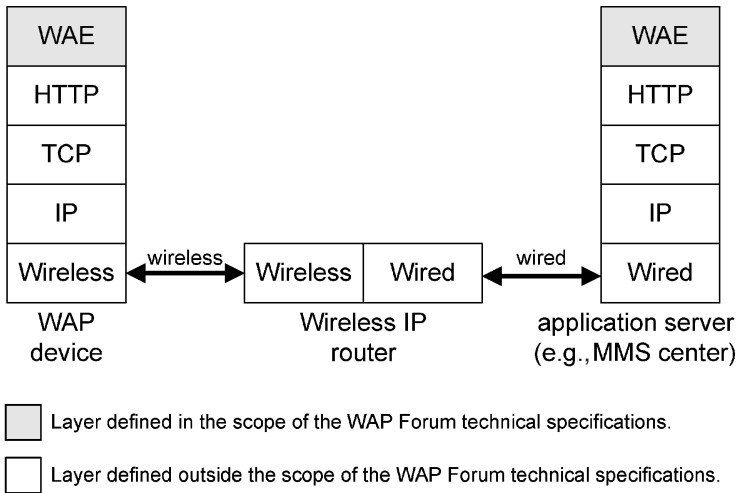 WAE
HTTP
TCP
IP
Wireless
WAP
device
wireless
Wireless
Wired
Wireless IP
router
wired
WAE
HTTP
TCP
IP
Wired
application server
(e.g.,MMS center)
Layer defined in the scope of the WAP Forum technical specifications.
Layer defined outside the scope of the WAP Forum technical specifications.